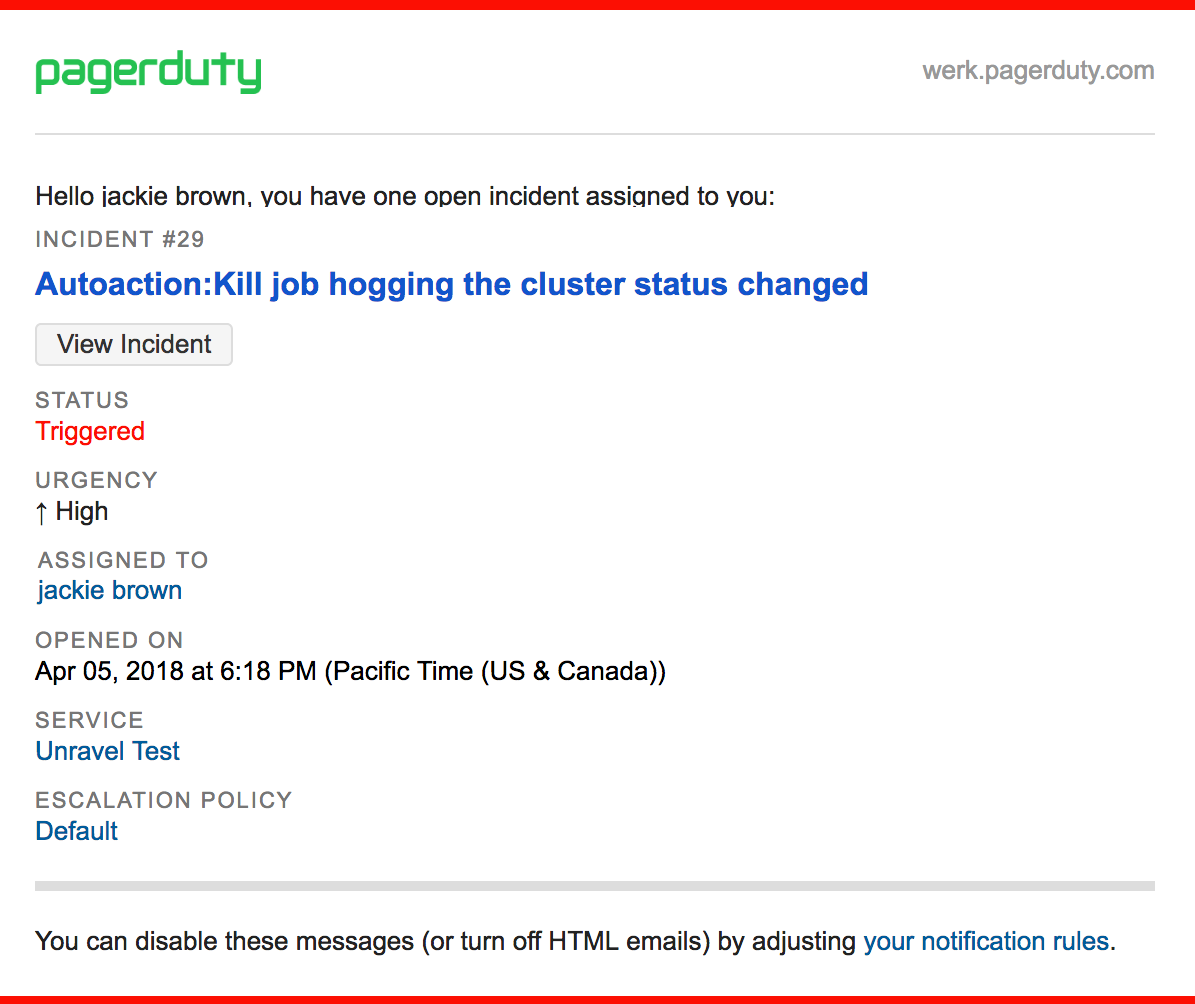 pagerduty
werk.pagerduty.com
Hello jackie brown, you have one open incident assigned to you:
INCIDENT #29
Autoaction:Kill job hogging the cluster status changed
View Incident
STATUS
Triggered
URGENCY
↑ High
ASSIGNED TO
jackie brown
OPENED ON
Apr 05, 2018 at 6:18 PM (Pacific Time (US & Canada))
SERVICE
Unravel Test
ESCALATION POLICY
Default
You can disable these messages (or turn off HTML emails) by adjusting your notification rules.